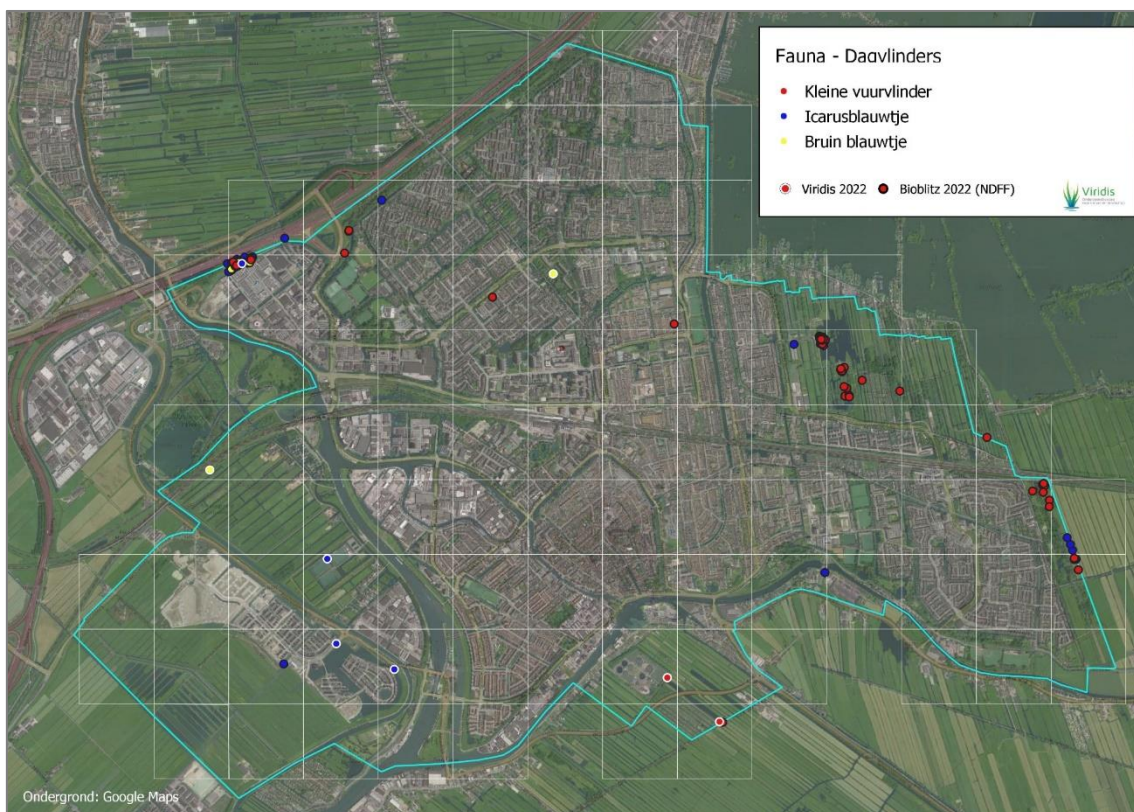 Fauna - Dagvlinders
Kleine vuurvlinder
Icarusblauwtje
Bruin blauwtje
Viridis 2022 Bioblitz 2022 (NDFF)
Viridis
Ondergrond: Google Maps